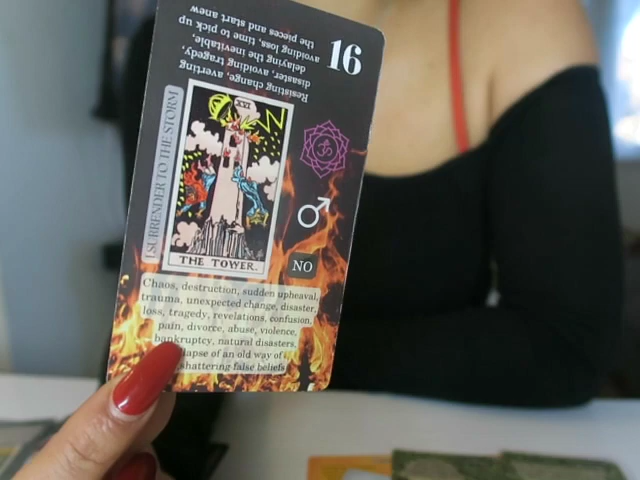 16
Resisting change, averting
disaster, avoiding tragedy,
delaying the inevitable,
avoiding loss, time to pick up
the pieces and start anew
I SURRENDER TO THE STORM
XVI
THE TOWER.
NO
Chaos, destruction, sudden upheaval,
trauma, unexpected change, disaster,
loss, tragedy, revelations, confusion,
pain, divorce, abuse, violence,
bankruptcy, natural disasters,
of an old way of
shattering false beliefs